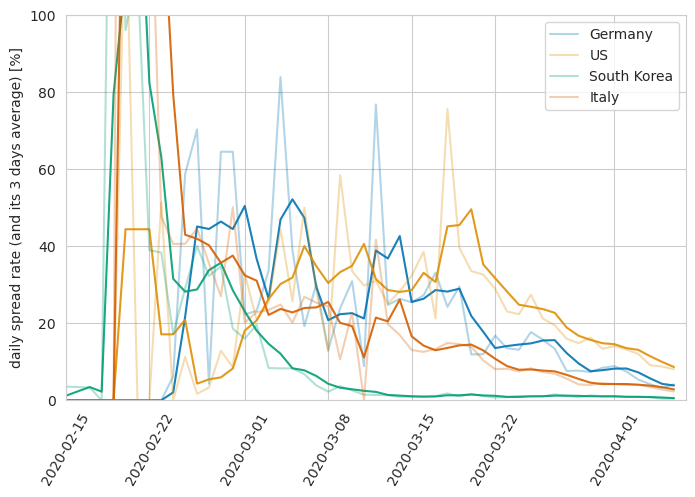 daily spread rate (and its 3 days average) [%]
100
80
60
40
20
0
Germany
US
South Korea
Italy
2020-02-15
2020-02-22
2020-03-01
2020-03-08
2020-03-15
2020-03-22
2020-04-01